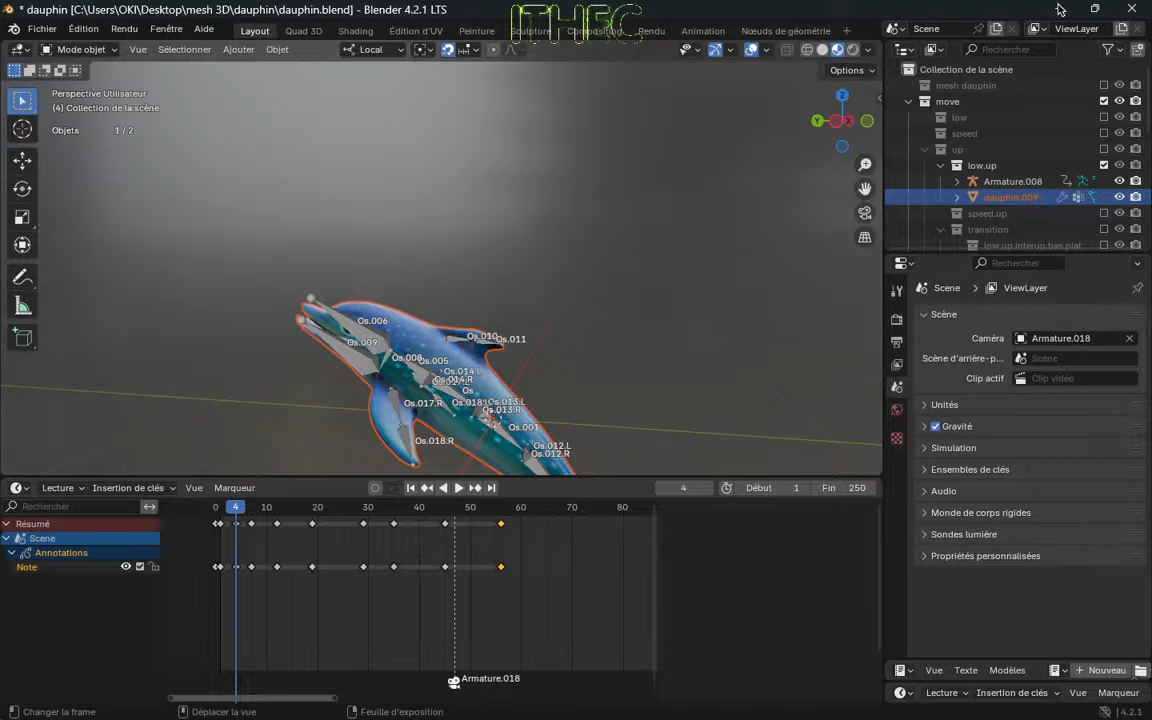 * dauphin [C:\Users\OKI\Desktop\mesh 3D\dauphin\dauphin.blend] - Blender 4.2.1 LTS
ITHEC
Fichier Édition Rendu Fenêtre Aide Layout Quad 3D Shading Édition d'UV Peinture Sculpture Compositing Rendu Animation Nœuds de géométrie + Scene ViewLayer
Mode objet Vue Sélectionner Ajouter Objet Local Rechercher
Options
Perspective Utilisateur
(4) Collection de la scène
Objets 1 / 2
Z
Y X
Os.006
Os.009
Os.010
Os.011
Os.008
Os.005
Os.014.L
Os.014.R
Os
Os.017.R
Os.018
Os.013.L
Os.013.R
Os.001
Os.018.R
Os.012.L
Os.012.R
Collection de la scène
mesh dauphin
move
low
speed
up
low.up
Armature.008
dauphin.009
speed.up
transition
low.up interup.bas.plat
Rechercher
Scene > ViewLayer
Scène
Caméra Armature.018
Scène d'arrière-p... Scène
Clip actif Clip vidéo
Unités
Gravité
Simulation
Ensembles de clés
Audio
Monde de corps rigides
Sondes lumière
Propriétés personnalisées
Lecture Insertion de clés Vue Marqueur 4 Début 1 Fin 250
Rechercher 0 4 10 20 30 40 50 60 70 80
Résumé
Scene
Annotations
Note
Armature.018
Vue Texte Modèles + Nouveau
Lecture Insertion de clés Vue Marqueur
Changer la frame Déplacer la vue Feuille d'exposition 4.2.1